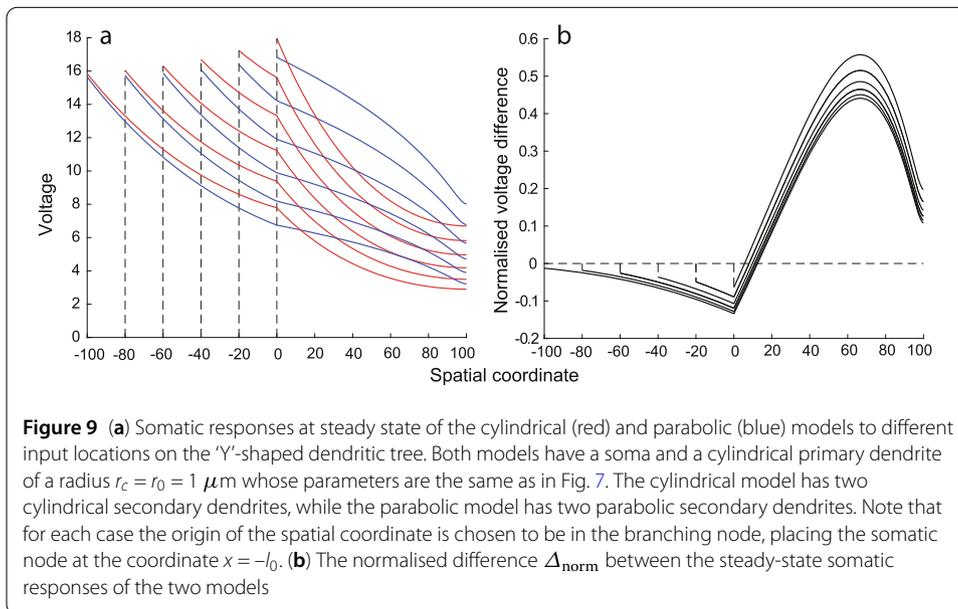 a
Voltage
18
16
14
12
10
8
6
4
2
0
-100 -80 -60 -40 -20 0 20 40 60 80 100
b
Normalised voltage difference
0.6
0.5
0.4
0.3
0.2
0.1
0
-0.1
-0.2
-100 -80 -60 -40 -20 0 20 40 60 80 100
Spatial coordinate
Figure 9 (a) Somatic responses at steady state of the cylindrical (red) and parabolic (blue) models to different
input locations on the ‘Y’-shaped dendritic tree. Both models have a soma and a cylindrical primary dendrite
of a radius r_c = r_0 = 1 μm whose parameters are the same as in Fig. 7. The cylindrical model has two
cylindrical secondary dendrites, while the parabolic model has two parabolic secondary dendrites. Note that
for each case the origin of the spatial coordinate is chosen to be in the branching node, placing the somatic
node at the coordinate x = –l_0. (b) The normalised difference Δ_norm between the steady-state somatic
responses of the two models